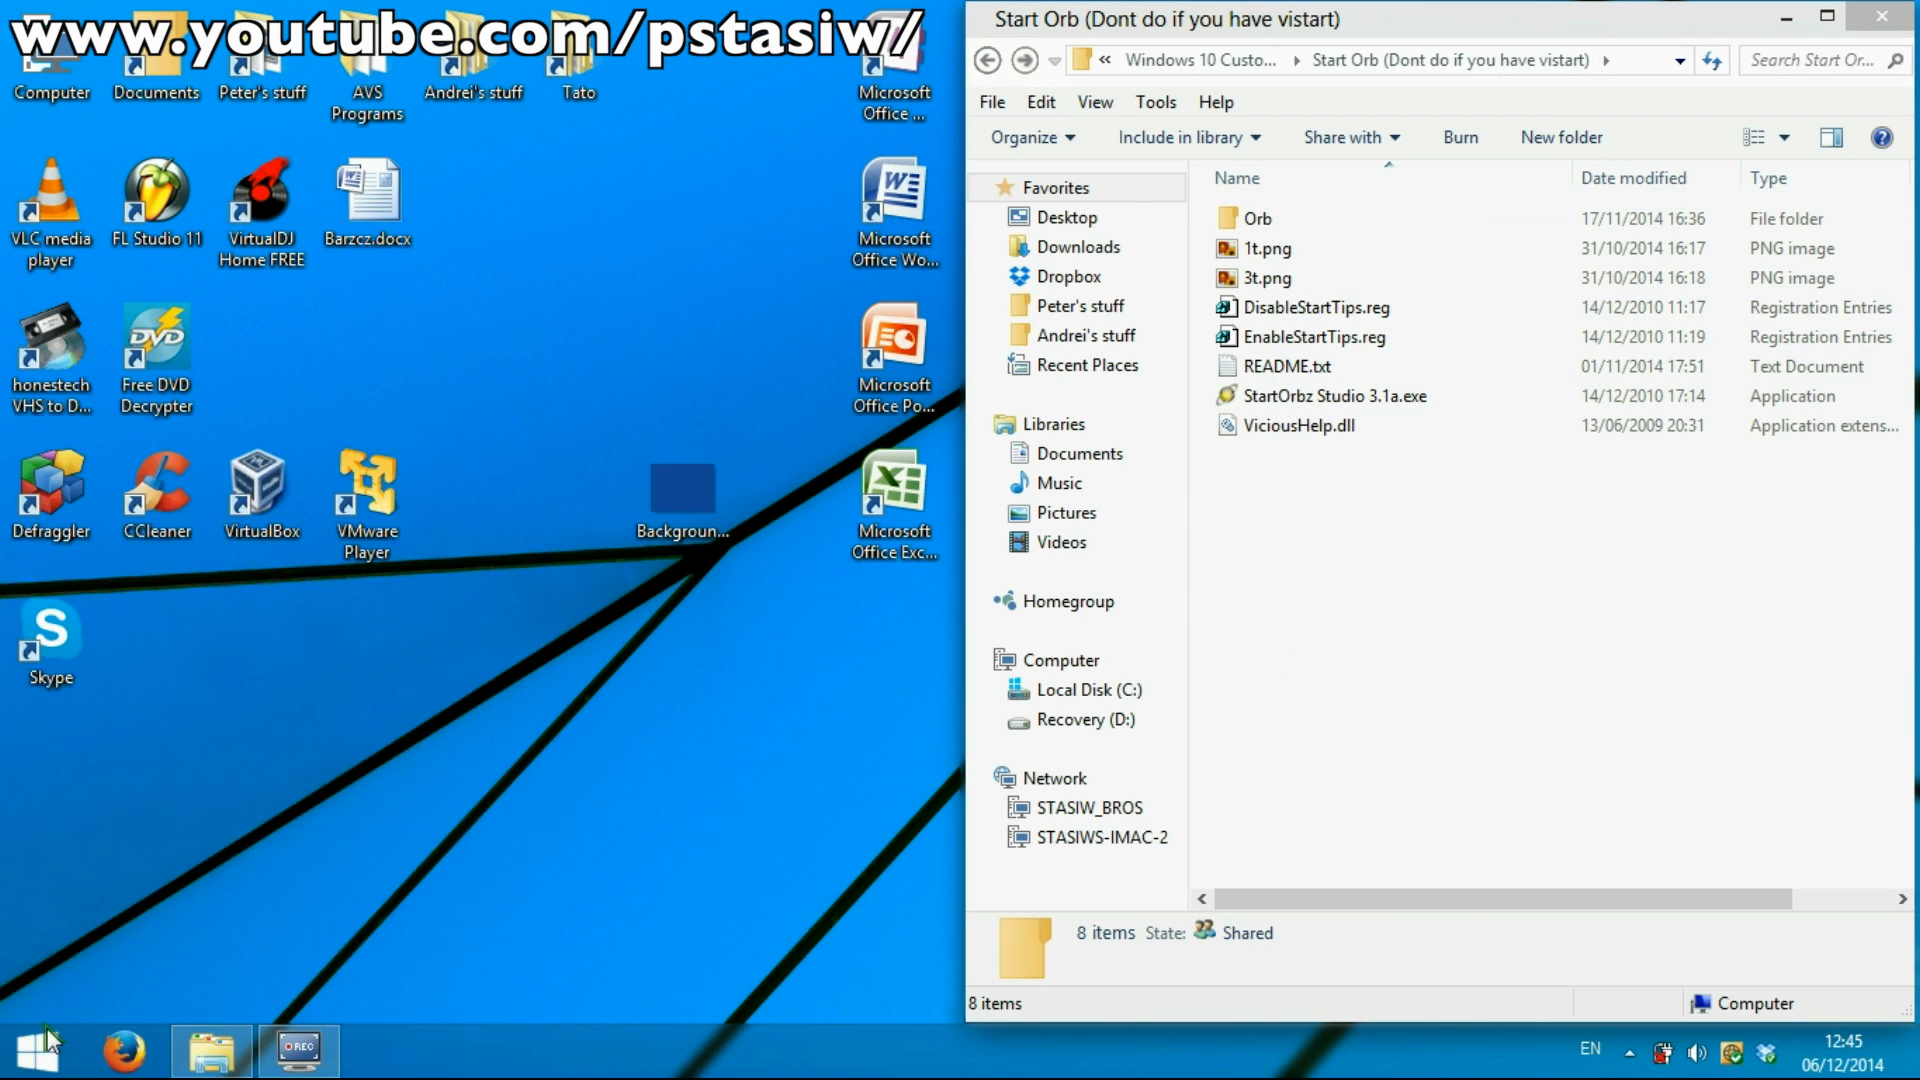 www.youtube.com/pstasiw/
Computer
Documents
Peter's stuff
AVS
Programs
Andrei's stuff
Tato
Microsoft
Office ...
VLC media
player
FL Studio 11
VirtualDJ
Home FREE
Barzcz.docx
Microsoft
Office Wo...
honestech
VHS to D...
DVD
Free DVD
Decrypter
Microsoft
Office Po...
Defraggler
CCleaner
VirtualBox
VMware
Player
Backgroun...
Microsoft
Office Exc...
Skype
REC
Start Orb (Dont do if you have vistart)
« Windows 10 Custo... Start Orb (Dont do if you have vistart)
Search Start Or...
File Edit View Tools Help
Organize Include in library Share with Burn New folder
Favorites
Desktop
Downloads
Dropbox
Peter's stuff
Andrei's stuff
Recent Places
Libraries
Documents
Music
Pictures
Videos
Homegroup
Computer
Local Disk (C:)
Recovery (D:)
Network
STASIW_BROS
STASIWS-IMAC-2
Name Date modified Type
Orb 17/11/2014 16:36 File folder
1t.png 31/10/2014 16:17 PNG image
3t.png 31/10/2014 16:18 PNG image
DisableStartTips.reg 14/12/2010 11:17 Registration Entries
EnableStartTips.reg 14/12/2010 11:19 Registration Entries
README.txt 01/11/2014 17:51 Text Document
StartOrbz Studio 3.1a.exe 14/12/2010 17:14 Application
ViciousHelp.dll 13/06/2009 20:31 Application extens...
8 items State: Shared
8 items
Computer
EN
12:45
06/12/2014